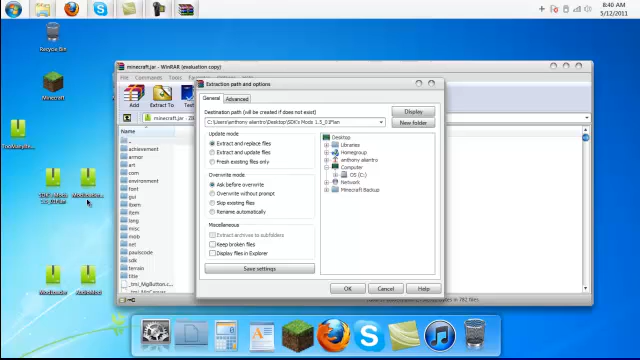 8:40 AM
5/12/2011
Recycle Bin
Minecraft
minecraft.jar - WinRAR (evaluation copy)
File Commands Tools
Add Extract To Test
minecraft.jar
Name
..
achievement
armor
art
com
environment
font
gui
item
lang
misc
mob
net
paulscode
sdk
terrain
title
Extraction path and options
General Advanced
Destination path (will be created if does not exist)
Display
C:\Users\anthony alientro\Desktop\SDK's Mods 1.5_01Flan
New folder
Update mode
Extract and replace files
Extract and update files
Fresh existing files only
Overwrite mode
Ask before overwrite
Overwrite without prompt
Skip existing files
Rename automatically
Miscellaneous
Extract archives to subfolders
Keep broken files
Display files in Explorer
Save settings
Desktop
Libraries
Homegroup
anthony alientro
Computer
OS (C:)
Network
Minecraft Backup
OK Cancel Help
ModLoader
AudioMod